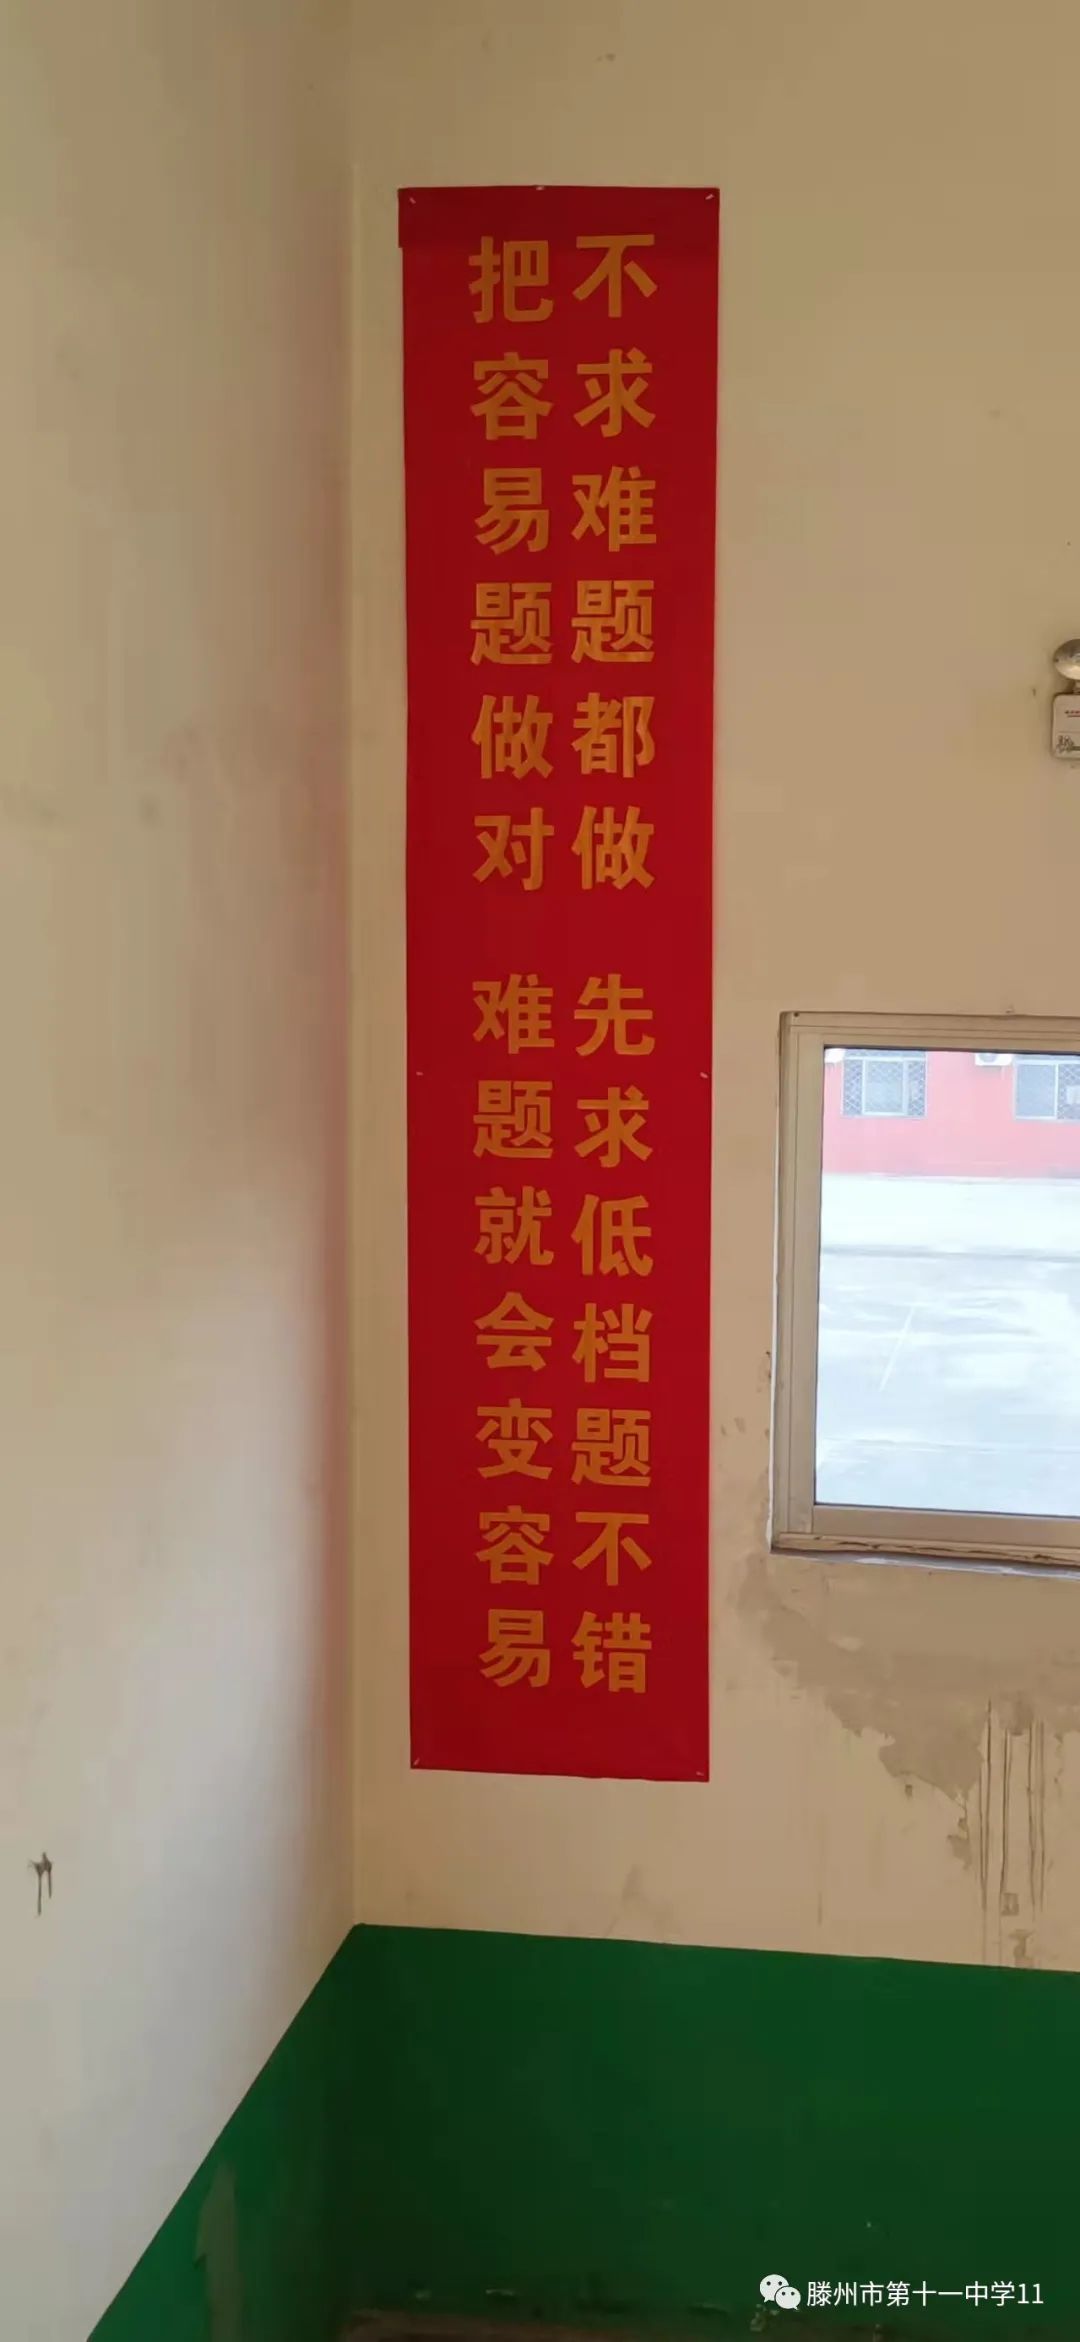 不求难题都做 先求低档题不错
把容易题做对 难题就会变容易
滕州市第十一中学11